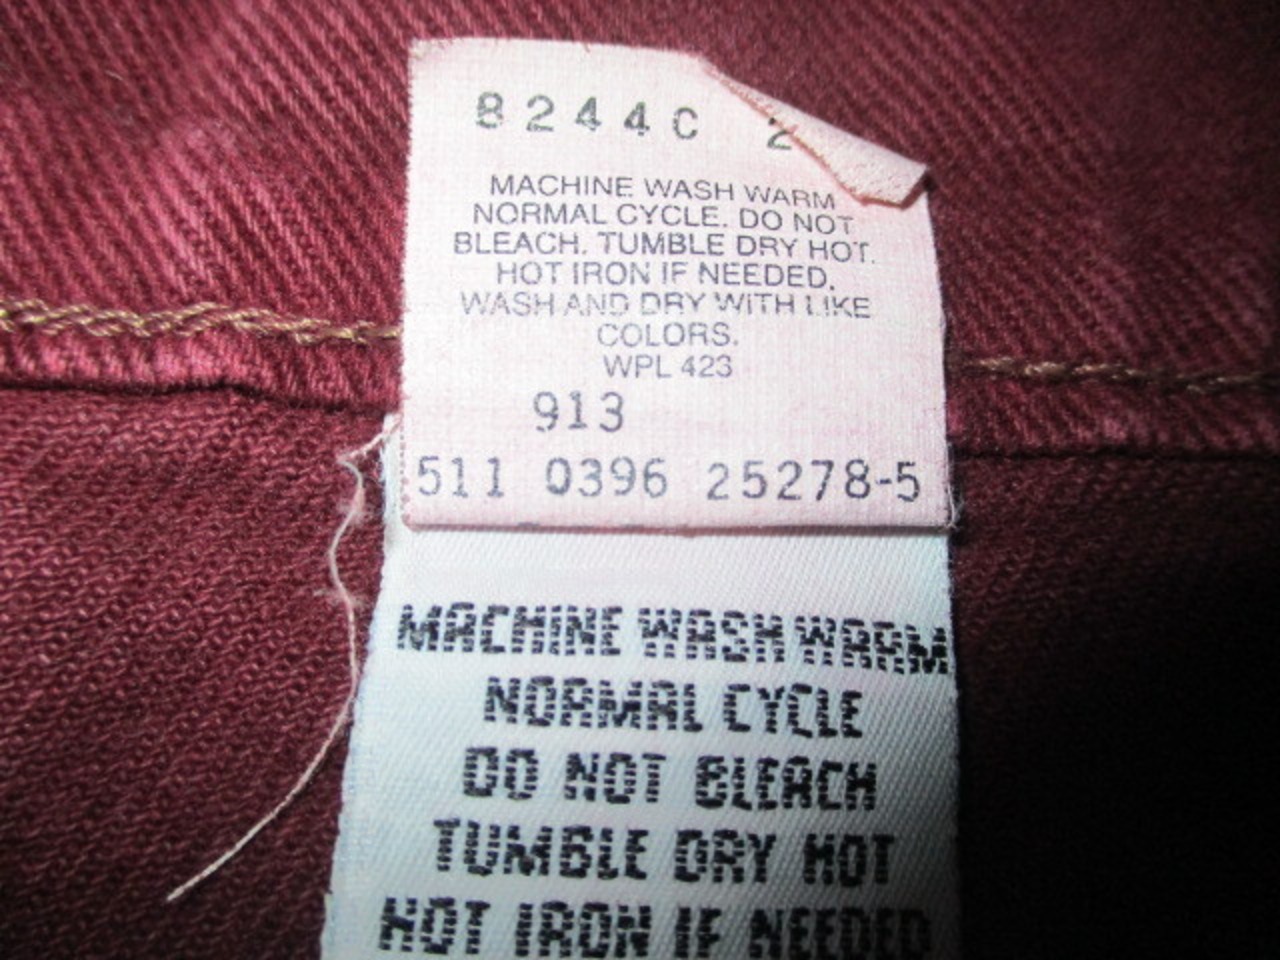 8244C 2
MACHINE WASH WARM
NORMAL CYCLE. DO NOT
BLEACH. TUMBLE DRY HOT.
HOT IRON IF NEEDED.
WASH AND DRY WITH LIKE
COLORS.
WPL 423
913
511 0396 25278-5
MACHINE WASH WARM
NORMAL CYCLE
DO NOT BLEACH
TUMBLE DRY HOT
HOT IRON IF NEEDED